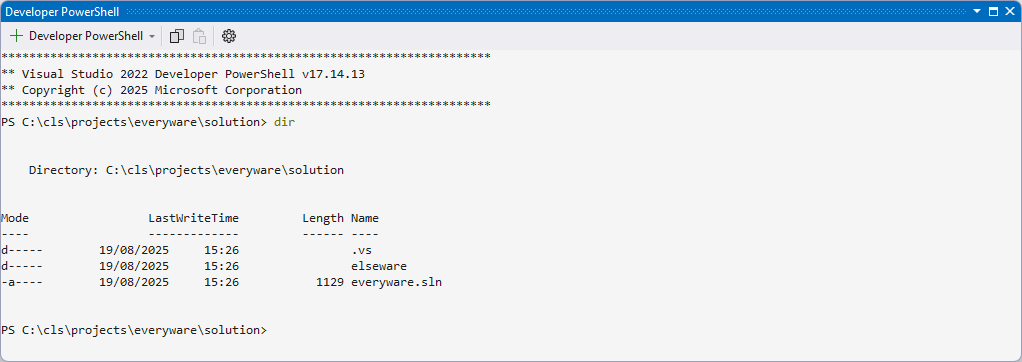 Developer PowerShell
Developer PowerShell
**********************************************************************
** Visual Studio 2022 Developer PowerShell v17.14.13
** Copyright (c) 2025 Microsoft Corporation
**********************************************************************
PS C:\cls\projects\everyware\solution> dir
Directory: C:\cls\projects\everyware\solution
Mode                 LastWriteTime         Length Name
----                 -------------         ------ ----
d-----        19/08/2025     15:26                .vs
d-----        19/08/2025     15:26                elseware
-a----        19/08/2025     15:26           1129 everyware.sln
PS C:\cls\projects\everyware\solution>